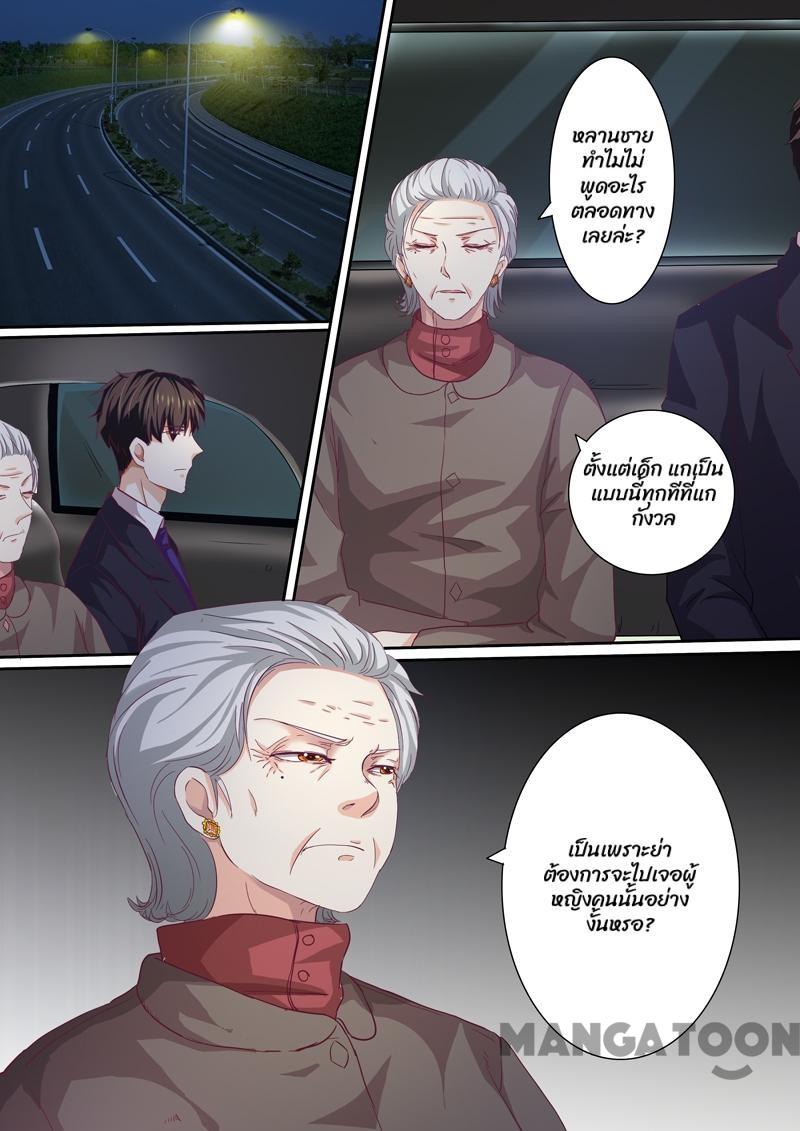 หลานชาย
ทำไมไม่
พูดอะไร
ตลอดทาง
เลยล่ะ?
ตั้งแต่เด็ก แกเป็น
แบบนี้ทุกทีที่แก
กังวล
เป็นเพราะย่า
ต้องการจะไปเจอผู้
หญิงคนนั้นอย่าง
งั้นหรอ?
MANGATOON